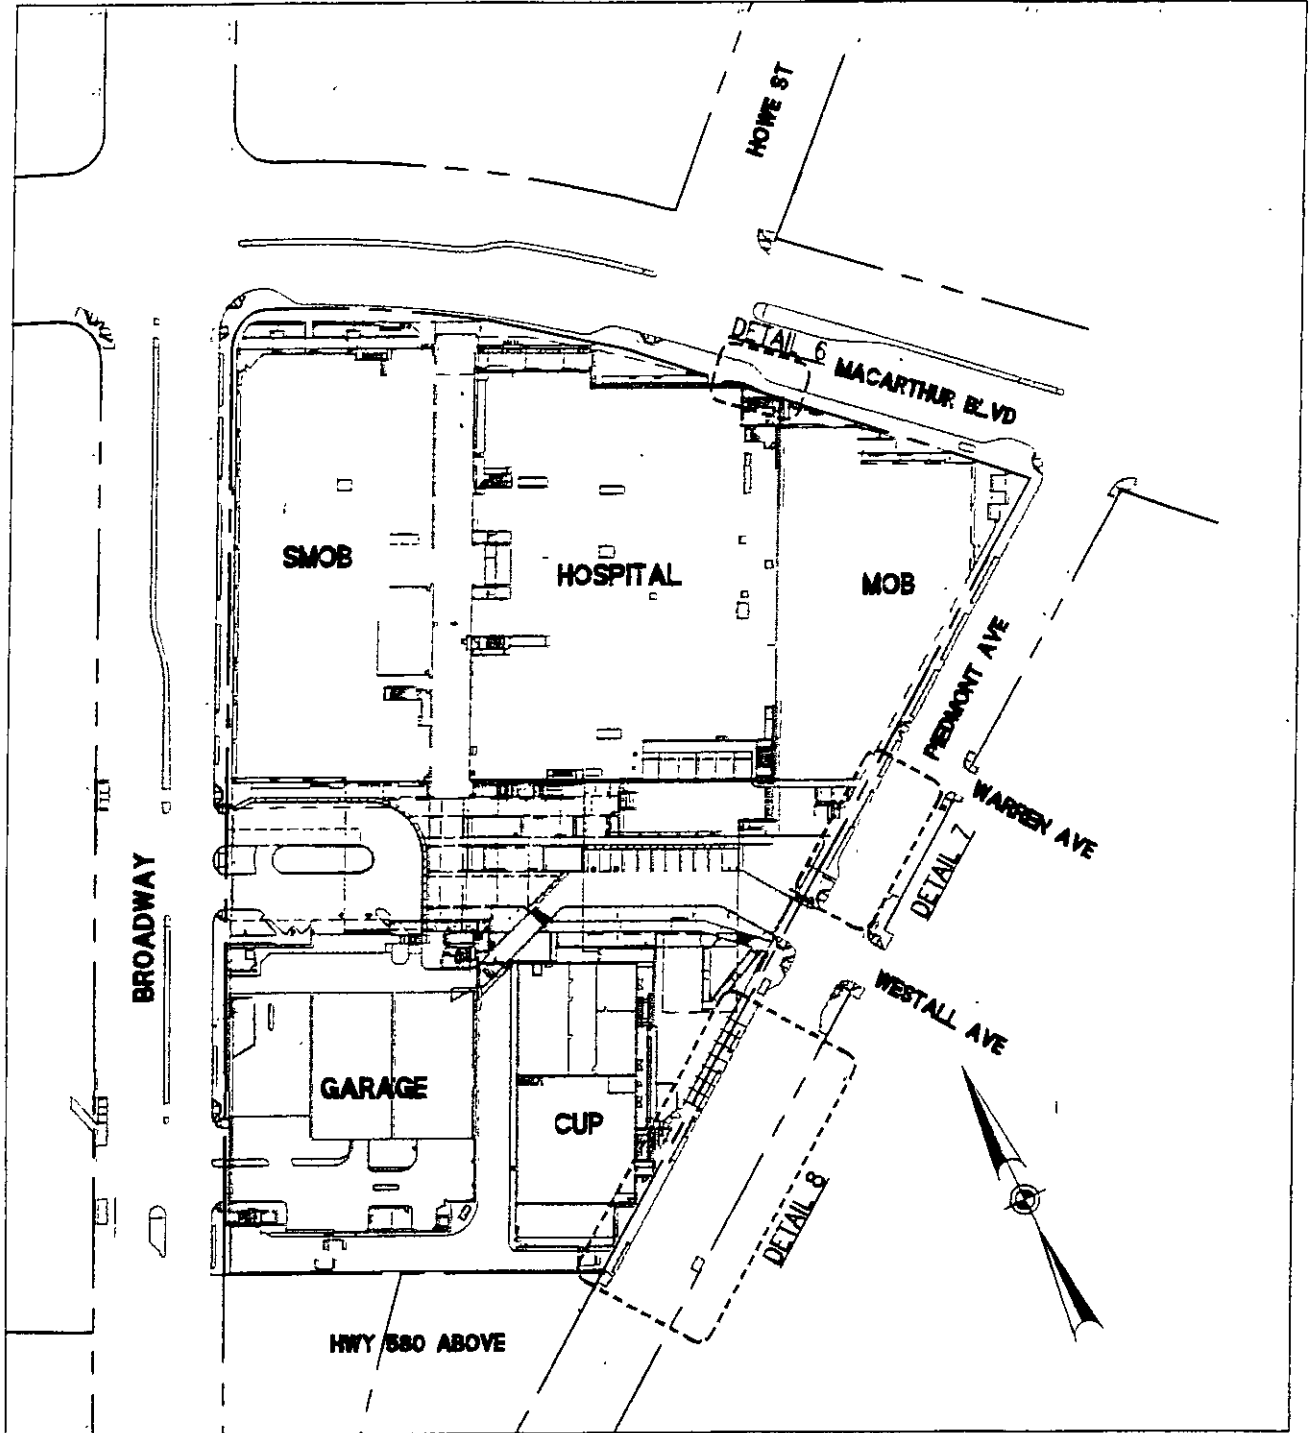 HOWE ST
DETAIL 6
MACARTHUR BLVD
SMOB
HOSPITAL
MOB
PIEDMONT AVE
WARREN AVE
DETAIL 7
BROADWAY
WESTALL AVE
GARAGE
CUP
DETAIL 8
HWY 580 ABOVE